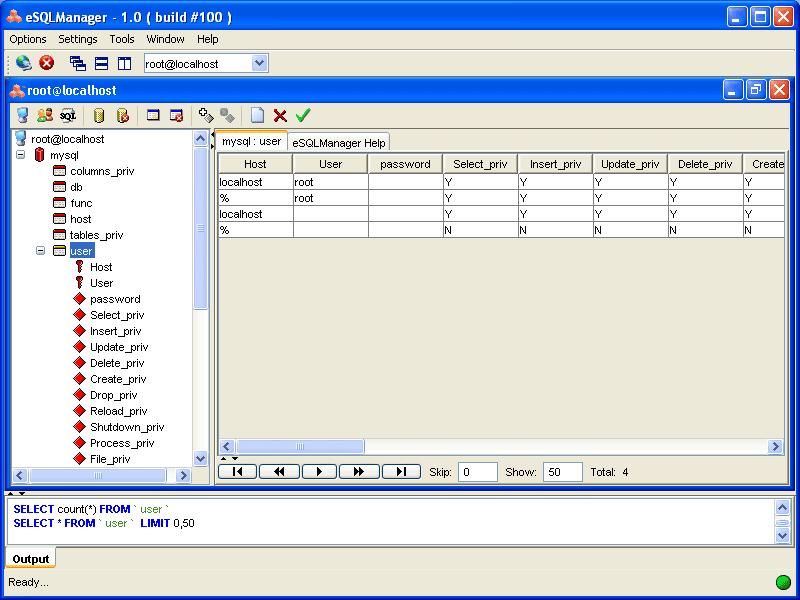 eSQLManager - 1.0 ( build #100 )
Options Settings Tools Window Help
root@localhost
root@localhost
SQL
root@localhost
mysql
columns_priv
db
func
host
tables_priv
user
Host
User
password
Select_priv
Insert_priv
Update_priv
Delete_priv
Create_priv
Drop_priv
Reload_priv
Shutdown_priv
Process_priv
File_priv
mysql : user eSQLManager Help
Host User password Select_priv Insert_priv Update_priv Delete_priv Create
localhost root Y Y Y Y Y
% root Y Y Y Y Y
localhost Y Y Y Y Y
% N N N N N
Skip: 0 Show: 50 Total: 4
SELECT count(*) FROM ` user `
SELECT * FROM ` user ` LIMIT 0,50
Output
Ready...